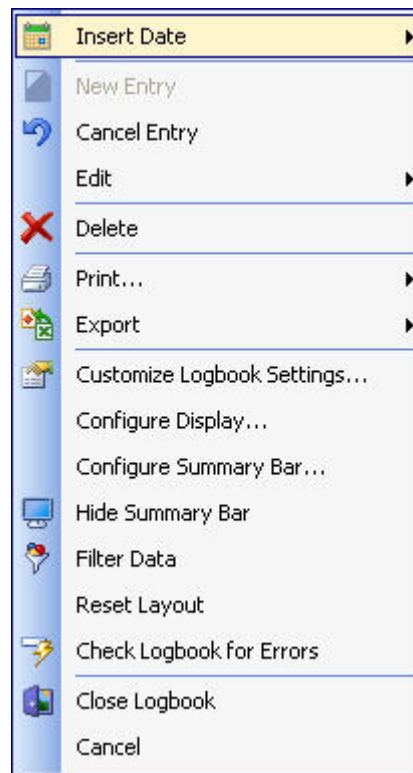 Insert Date
New Entry
Cancel Entry
Edit
Delete
Print...
Export
Customize Logbook Settings...
Configure Display...
Configure Summary Bar...
Hide Summary Bar
Filter Data
Reset Layout
Check Logbook for Errors
Close Logbook
Cancel